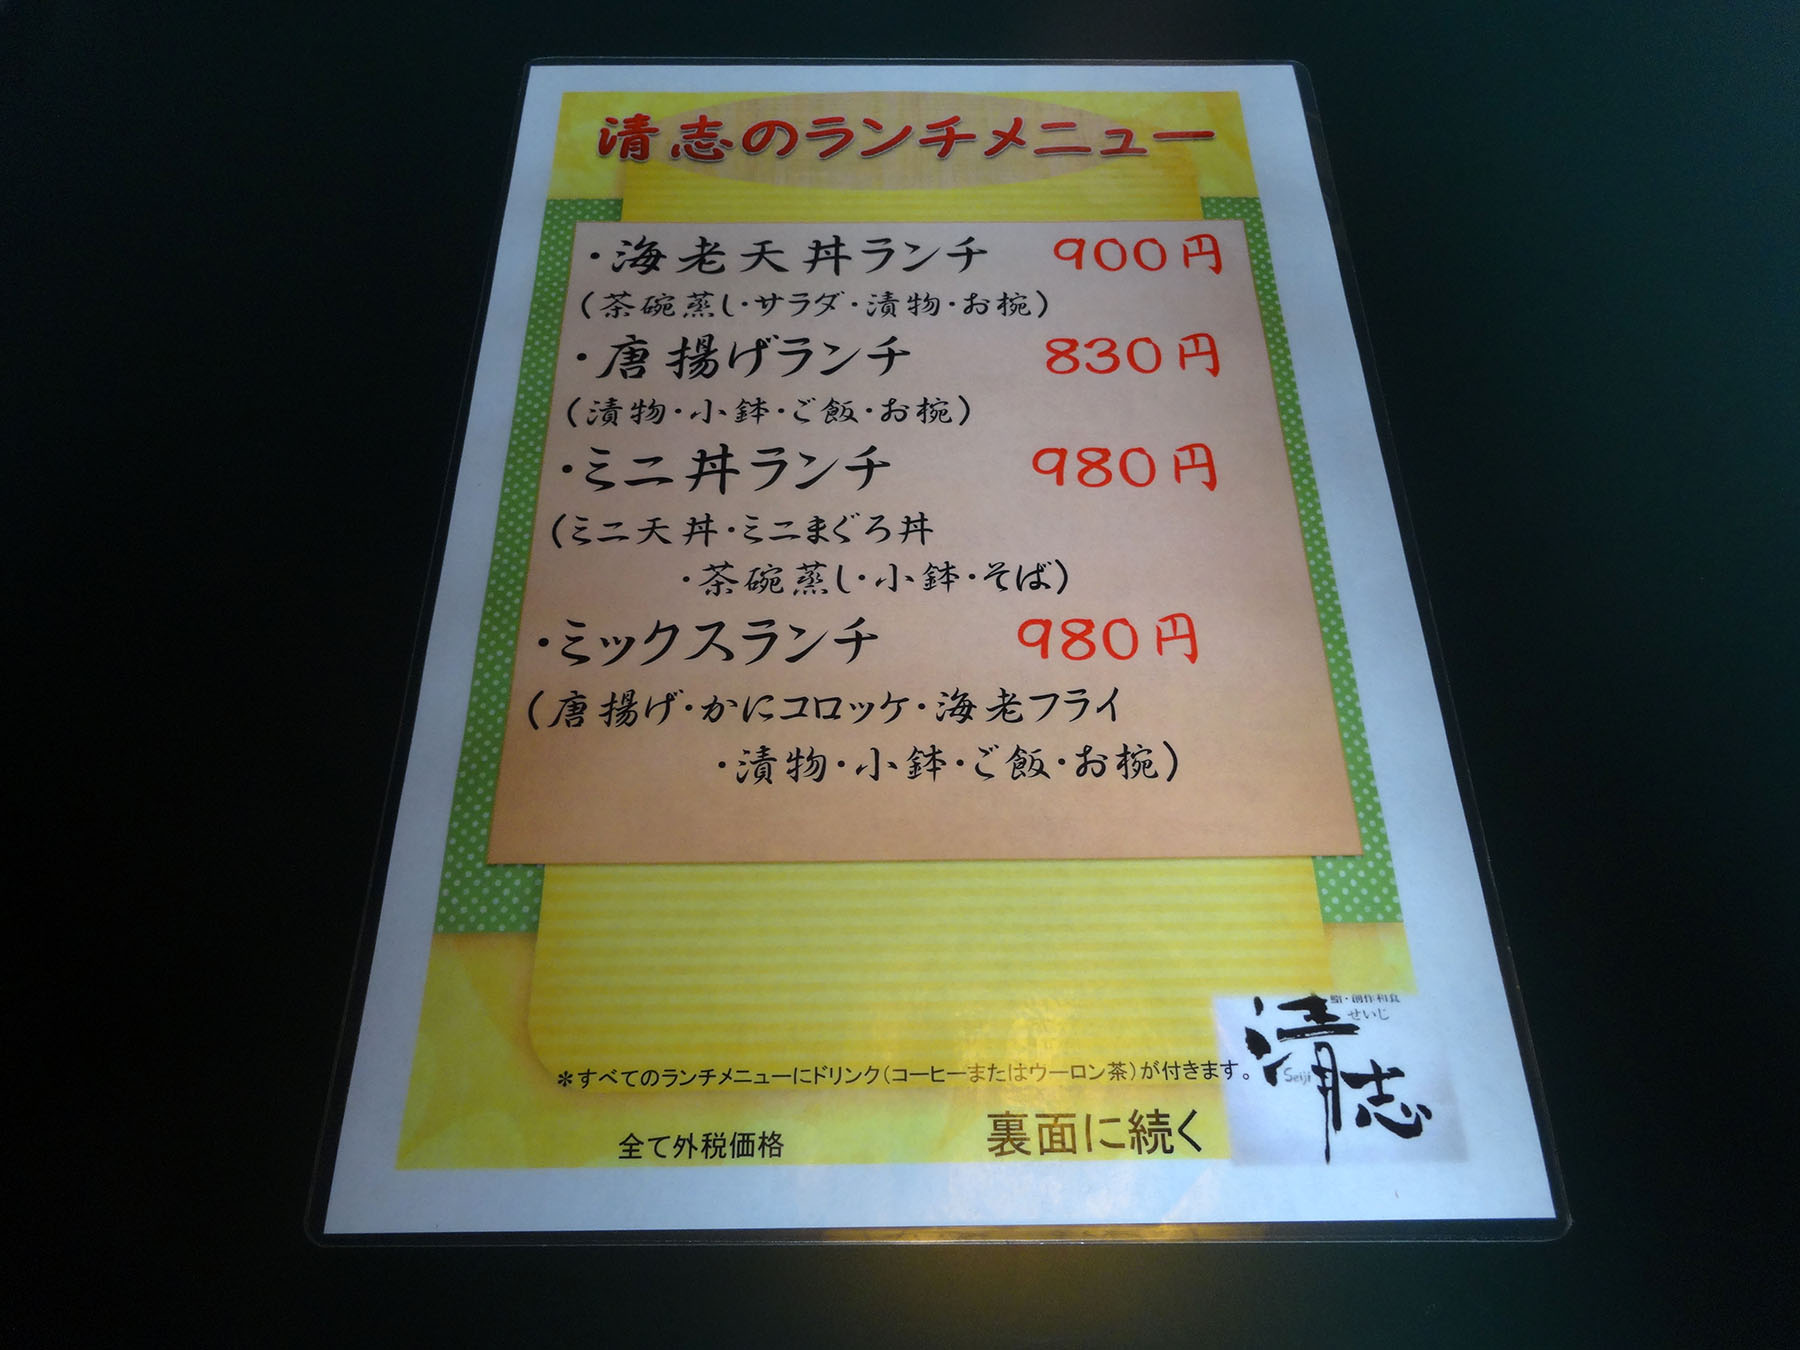 清志のランチメニュー
・海老天丼ランチ 900円
(茶碗蒸し・サラダ・漬物・お椀)
・唐揚げランチ 830円
(漬物・小鉢・ご飯・お椀)
・ミニ丼ランチ 980円
(ミニ天丼・ミニまぐろ丼
・茶碗蒸し・小鉢・そば)
・ミックスランチ 980円
(唐揚げ・かにコロッケ・海老フライ
・漬物・小鉢・ご飯・お椀)
鮨・創作和食
せいじ
清志
Seiji
*すべてのランチメニューにドリンク(コーヒーまたはウーロン茶)が付きます。
全て外税価格
裏面に続く